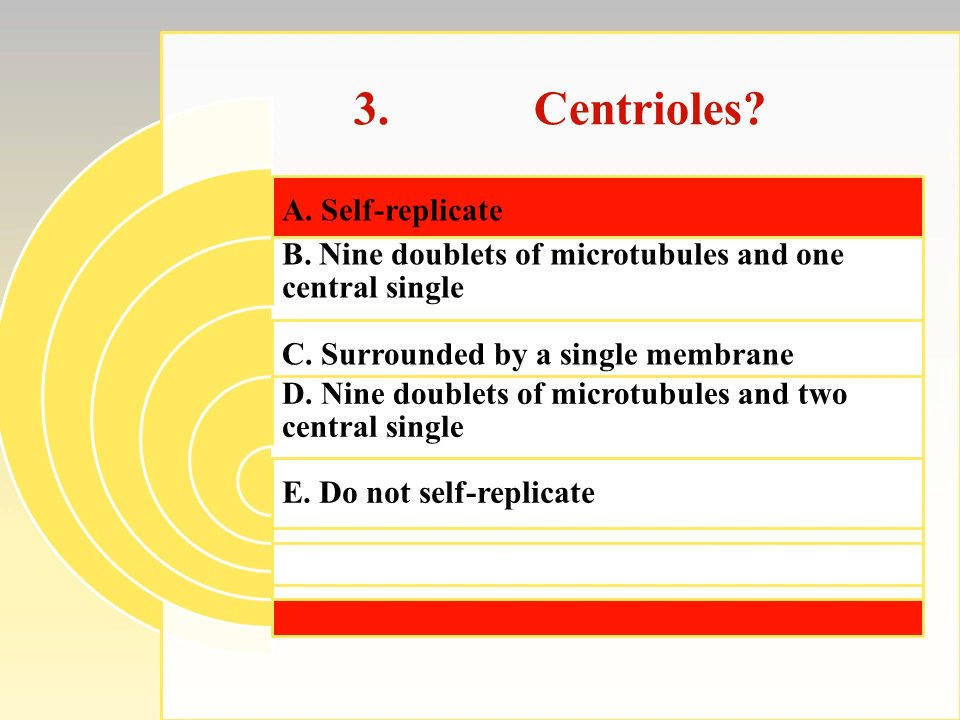 3. Centrioles?
A. Self-replicate
B. Nine doublets of microtubules and one
central single
C. Surrounded by a single membrane
D. Nine doublets of microtubules and two
central single
E. Do not self-replicate